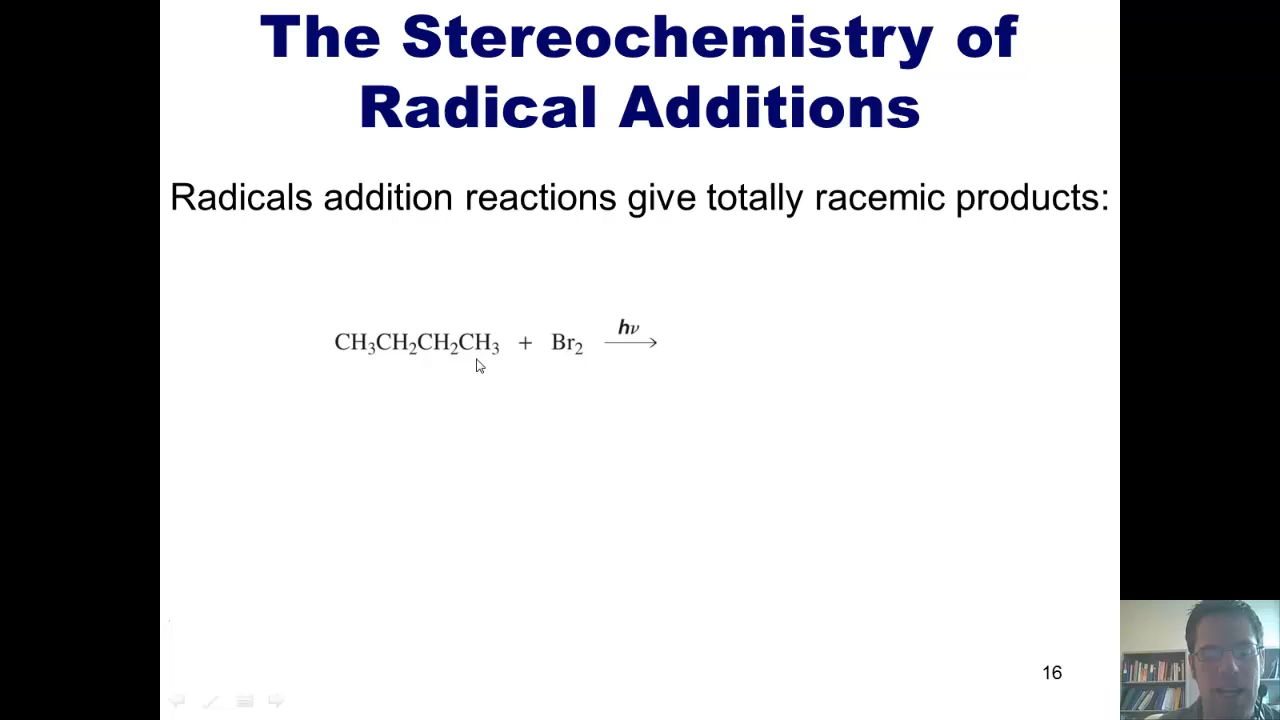 The Stereochemistry of
Radical Additions
Radicals addition reactions give totally racemic products:
hν
CH₃CH₂CH₂CH₃ + Br₂ ⟶
16